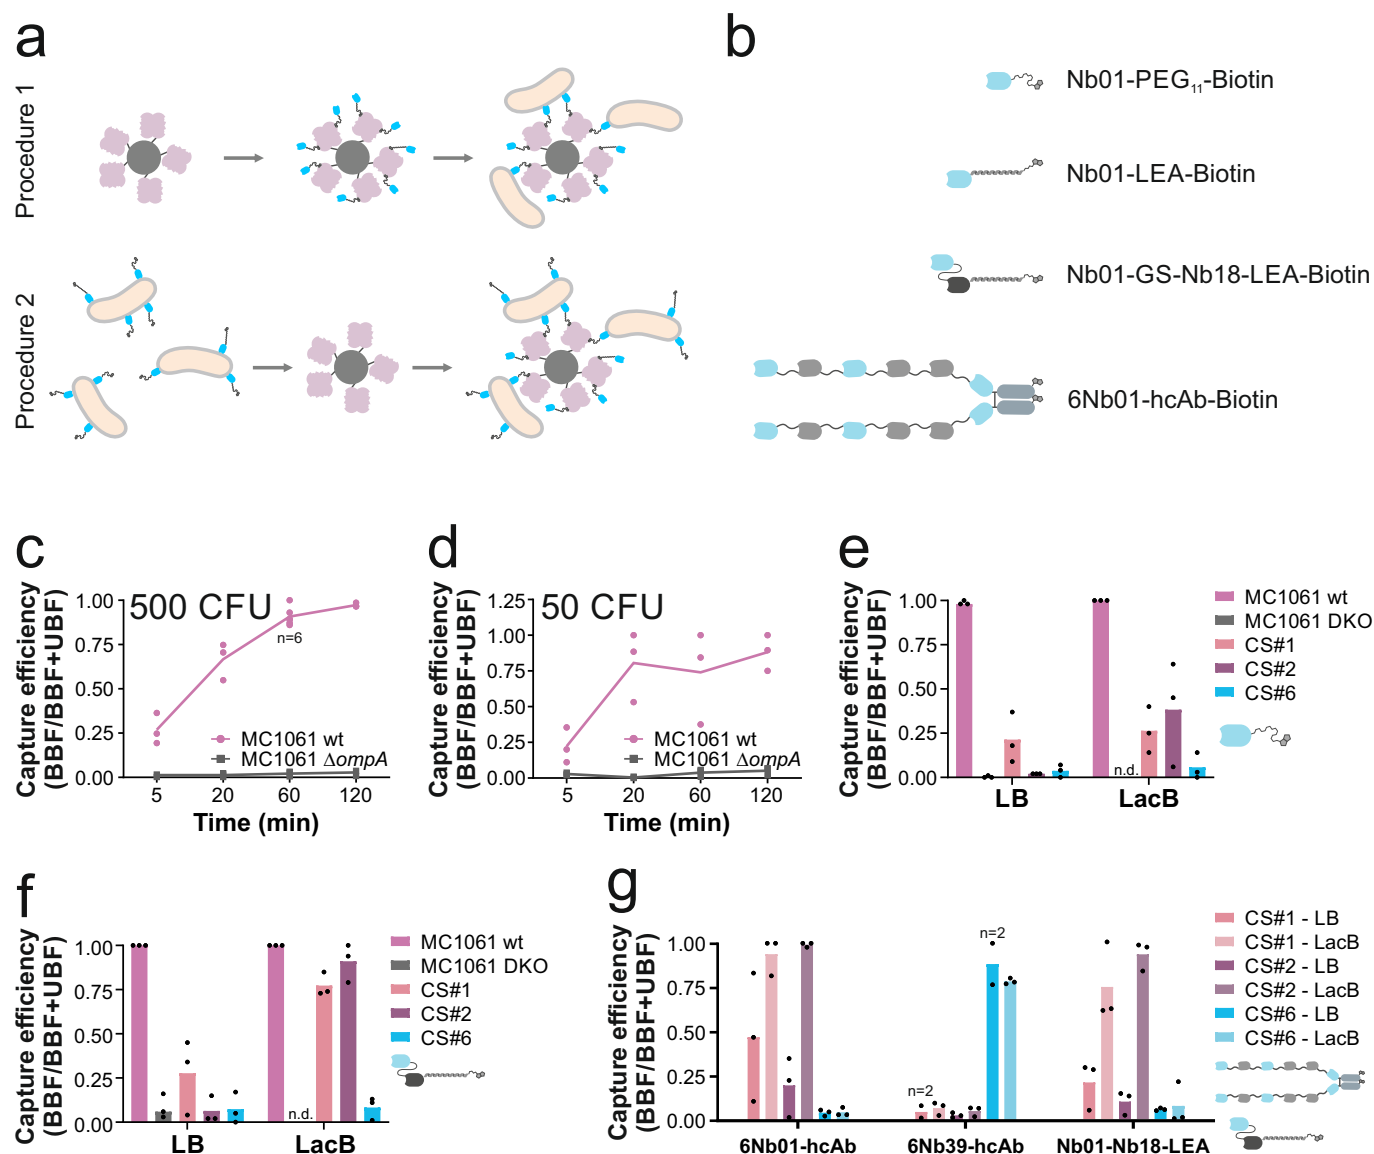 a
Procedure 1
Procedure 2
b
Nb01-PEG₁₁-Biotin
Nb01-LEA-Biotin
Nb01-GS-Nb18-LEA-Biotin
6Nb01-hcAb-Biotin
c
Capture efficiency
(BBF/BBF+UBF)
500 CFU
1.00
0.75
0.50
0.25
0.00
n=6
MC1061 wt
MC1061 ΔompA
5 20 60 120
Time (min)
d
Capture efficiency
(BBF/BBF+UBF)
50 CFU
1.25
1.00
0.75
0.50
0.25
0.00
MC1061 wt
MC1061 ΔompA
5 20 60 120
Time (min)
e
Capture efficiency
(BBF/BBF+UBF)
1.00
0.75
0.50
0.25
0.00
n.d.
LB LacB
MC1061 wt
MC1061 DKO
CS#1
CS#2
CS#6
f
Capture efficiency
(BBF/BBF+UBF)
1.00
0.75
0.50
0.25
0.00
n.d.
LB LacB
MC1061 wt
MC1061 DKO
CS#1
CS#2
CS#6
g
Capture efficiency
(BBF/BBF+UBF)
1.00
0.75
0.50
0.25
0.00
n=2
n=2
6Nb01-hcAb 6Nb39-hcAb Nb01-Nb18-LEA
CS#1 - LB
CS#1 - LacB
CS#2 - LB
CS#2 - LacB
CS#6 - LB
CS#6 - LacB